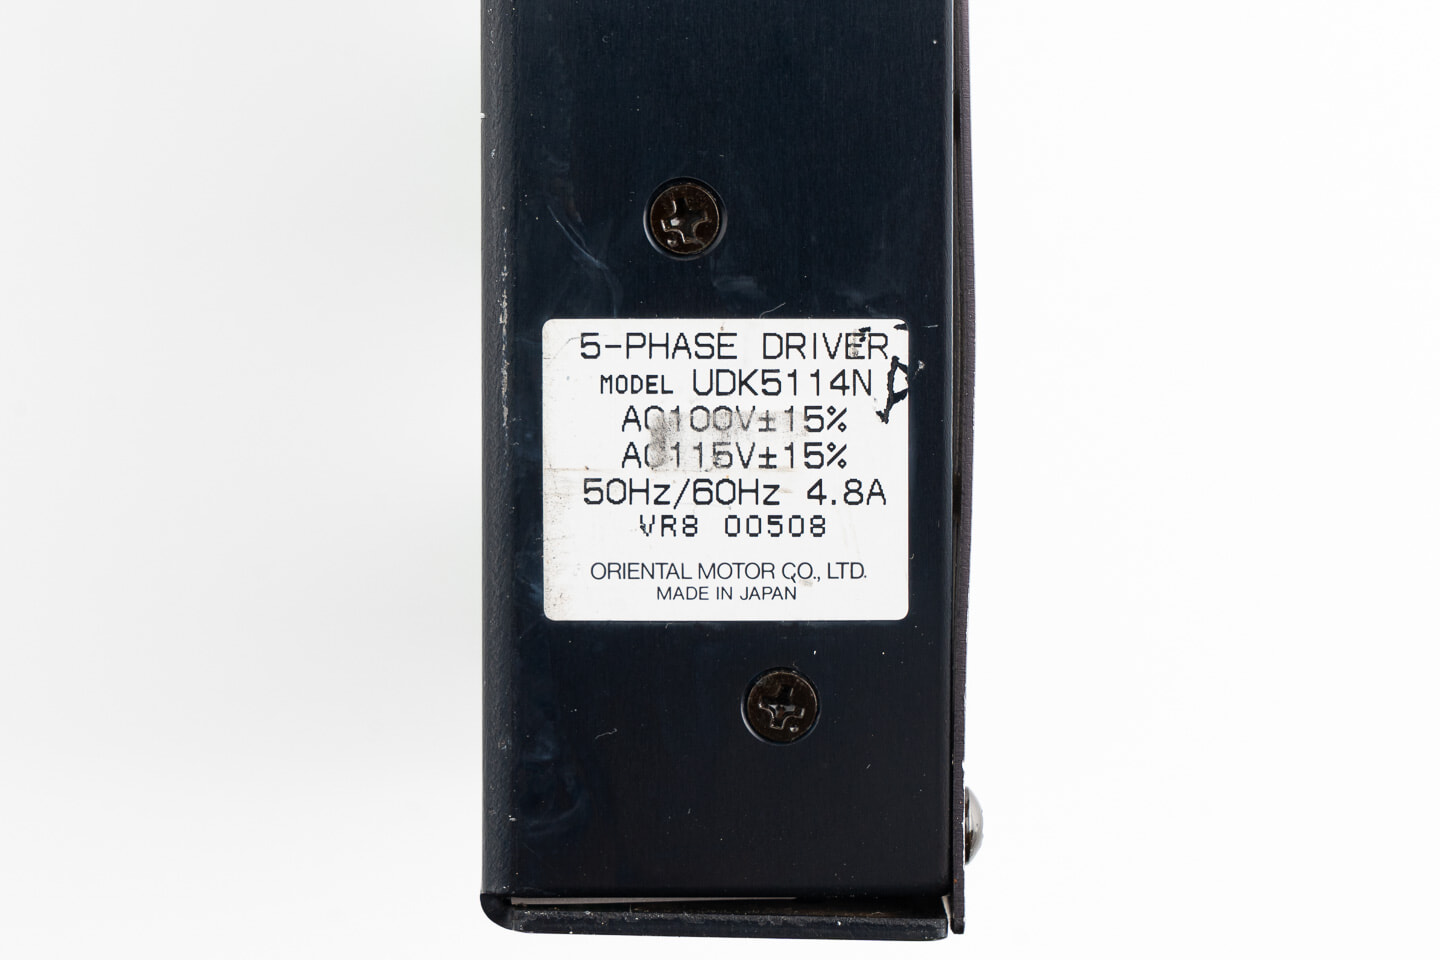 5-PHASE DRIVER
MODEL UDK5114N
AC100V±15%
AC115V±15%
50Hz/60Hz 4.8A
VR8 00508
ORIENTAL MOTOR CO., LTD.
MADE IN JAPAN